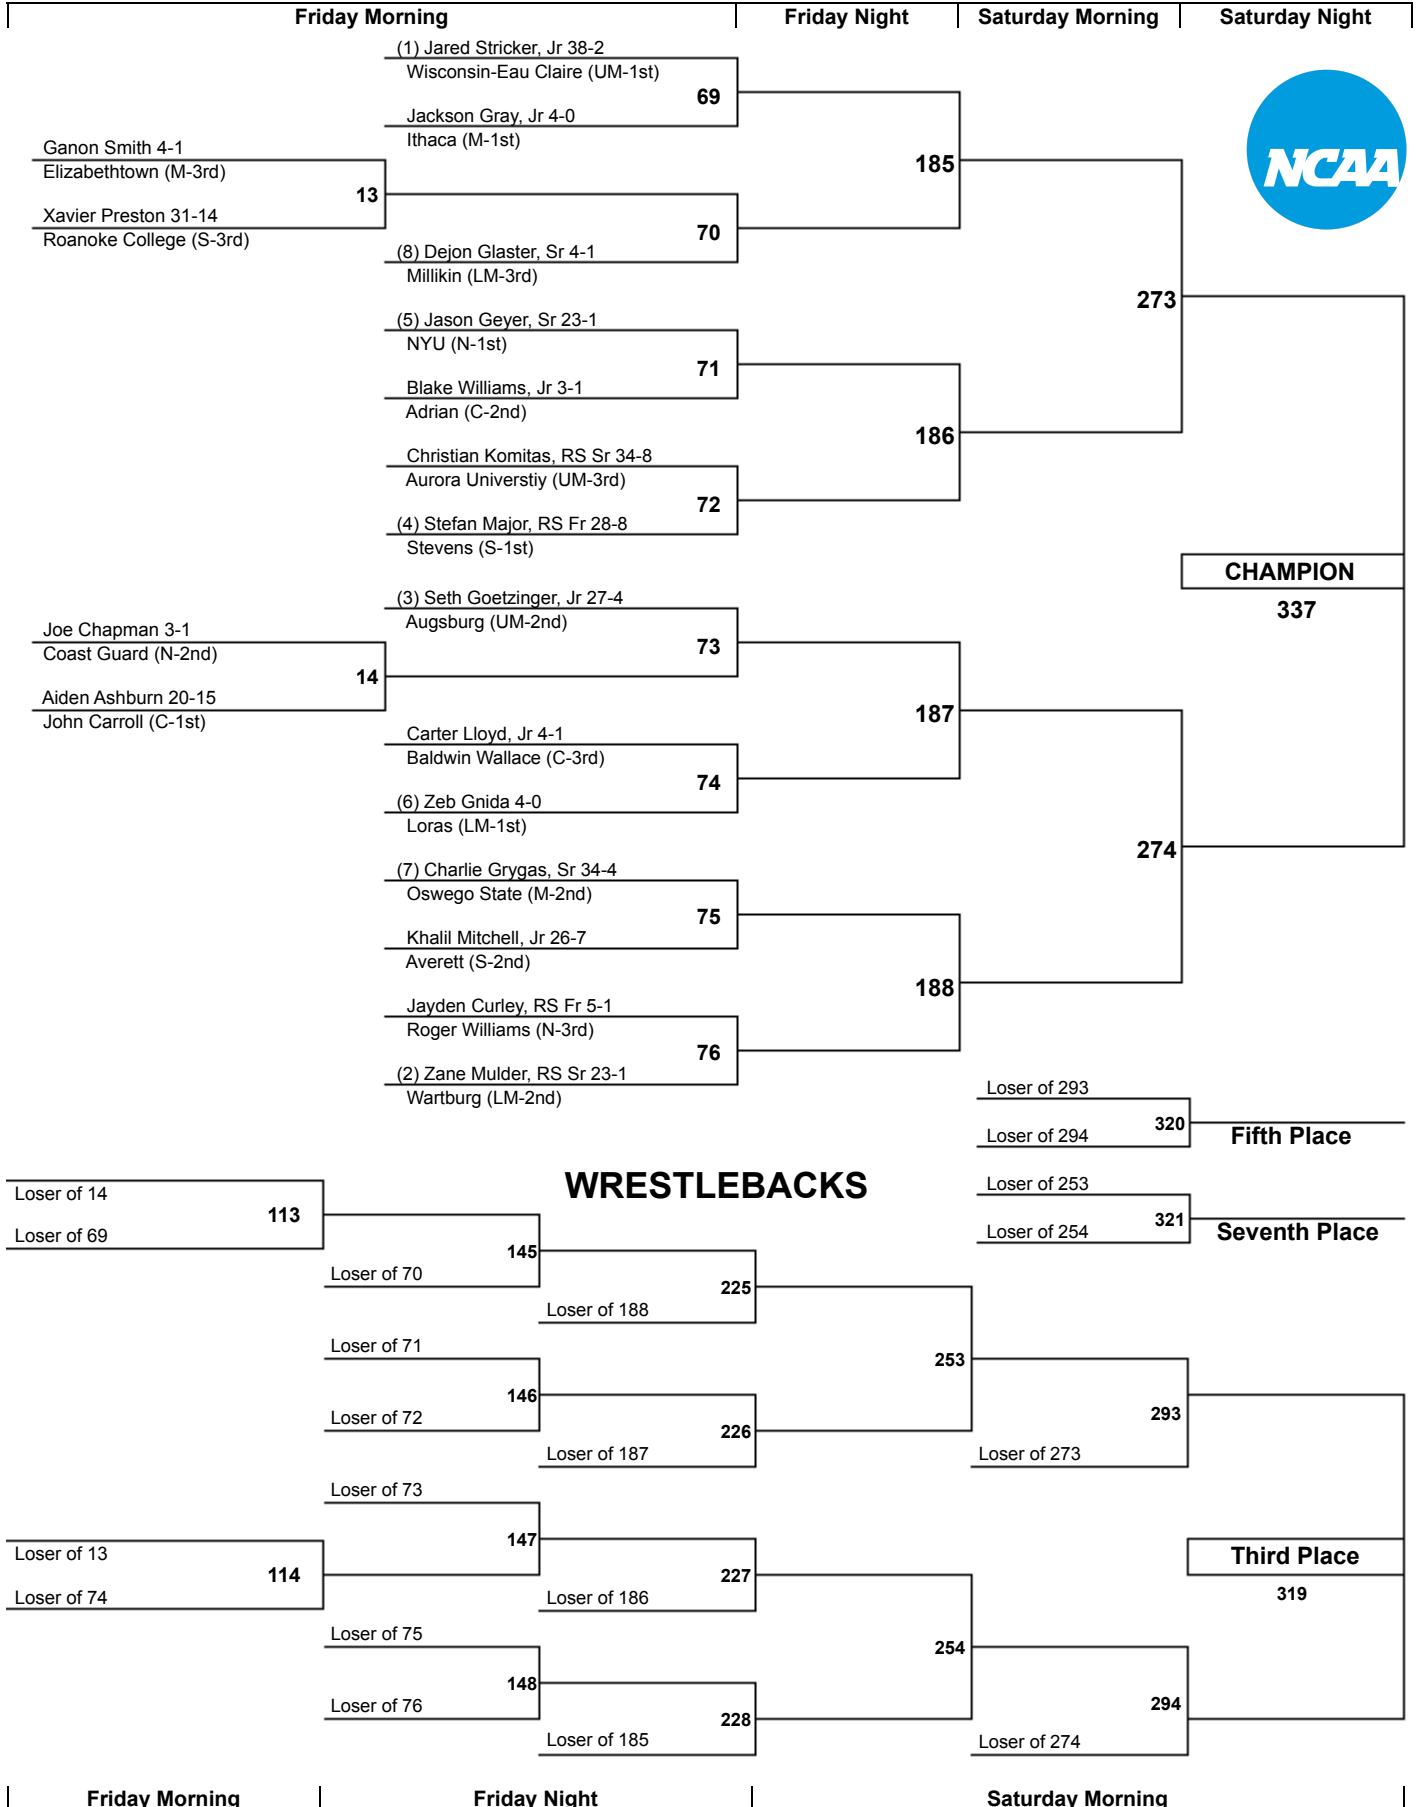 Friday Morning
Friday Night
Saturday Morning
Saturday Night
(1) Jared Stricker, Jr 38-2
Wisconsin-Eau Claire (UM-1st)
69
Jackson Gray, Jr 4-0
Ithaca (M-1st)
NCAA
Ganon Smith 4-1
Elizabethtown (M-3rd)
185
13
Xavier Preston 31-14
Roanoke College (S-3rd)
70
(8) Dejon Glaster, Sr 4-1
Millikin (LM-3rd)
273
(5) Jason Geyer, Sr 23-1
NYU (N-1st)
71
Blake Williams, Jr 3-1
Adrian (C-2nd)
186
Christian Komitas, RS Sr 34-8
Aurora Universtiy (UM-3rd)
72
(4) Stefan Major, RS Fr 28-8
Stevens (S-1st)
CHAMPION
337
(3) Seth Goetzinger, Jr 27-4
Augsburg (UM-2nd)
73
Joe Chapman 3-1
Coast Guard (N-2nd)
14
Aiden Ashburn 20-15
John Carroll (C-1st)
187
Carter Lloyd, Jr 4-1
Baldwin Wallace (C-3rd)
74
(6) Zeb Gnida 4-0
Loras (LM-1st)
274
(7) Charlie Grygas, Sr 34-4
Oswego State (M-2nd)
75
Khalil Mitchell, Jr 26-7
Averett (S-2nd)
188
Jayden Curley, RS Fr 5-1
Roger Williams (N-3rd)
76
(2) Zane Mulder, RS Sr 23-1
Wartburg (LM-2nd)
Loser of 293
320
Loser of 294
Fifth Place
WRESTLEBACKS
Loser of 253
321
Loser of 254
Seventh Place
Loser of 14
113
Loser of 69
145
Loser of 70
225
Loser of 188
Loser of 71
253
146
Loser of 72
226
293
Loser of 187
Loser of 273
Loser of 73
147
Loser of 13
114
Loser of 74
227
Loser of 186
Third Place
319
Loser of 75
254
148
Loser of 76
228
294
Loser of 185
Loser of 274
Friday Morning
Friday Night
Saturday Morning